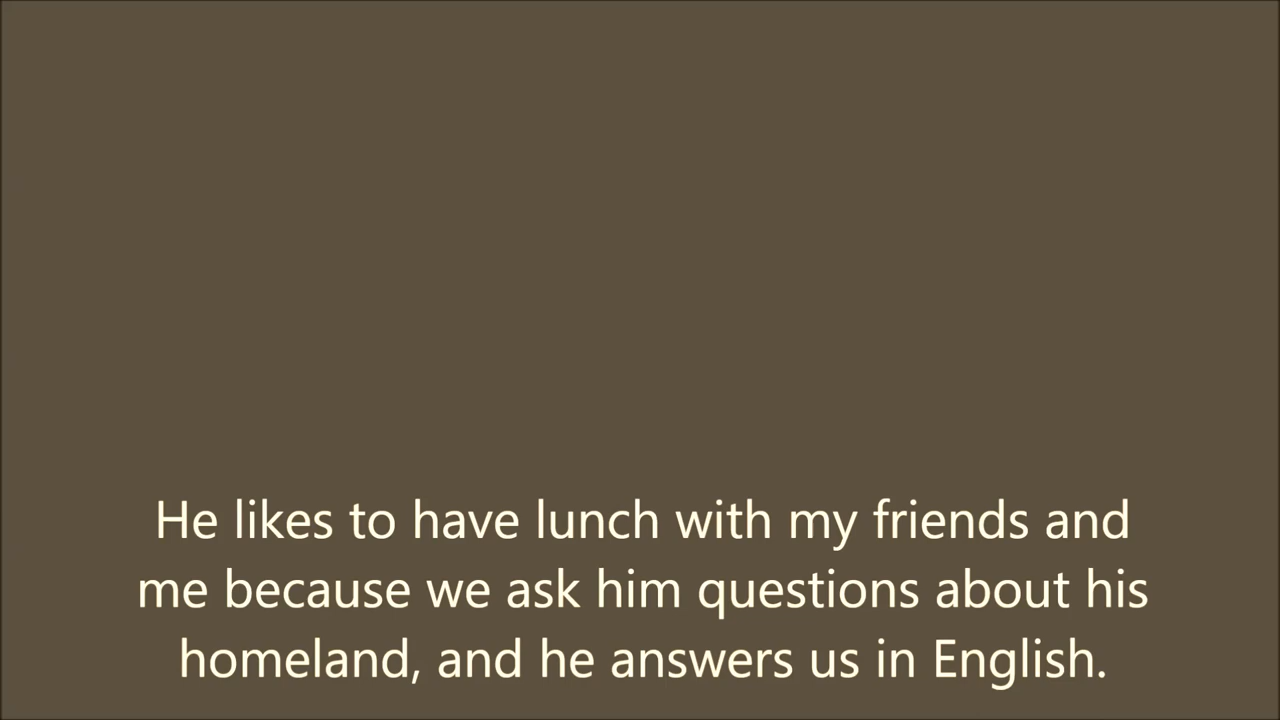 He likes to have lunch with my friends and
me because we ask him questions about his
homeland, and he answers us in English.